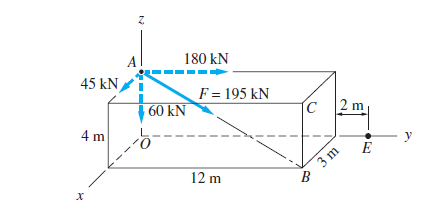 z
A
180 kN
45 kN
F = 195 kN
60 kN
C
2 m
4 m
O
y
E
3 m
12 m
B
x